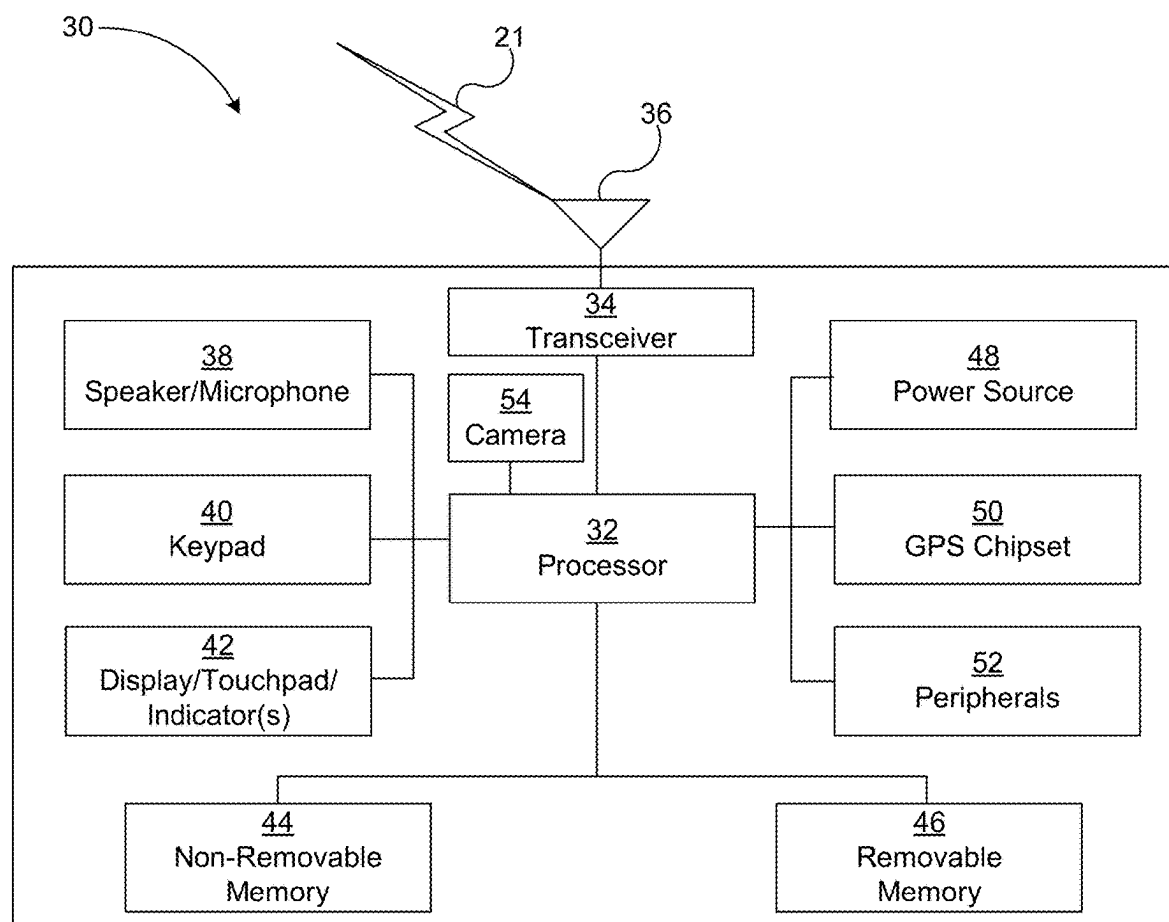 30
21
36
34
Transceiver
38
Speaker/Microphone
54
Camera
48
Power Source
40
Keypad
32
Processor
50
GPS Chipset
42
Display/Touchpad/
Indicator(s)
52
Peripherals
44
Non-Removable
Memory
46
Removable
Memory